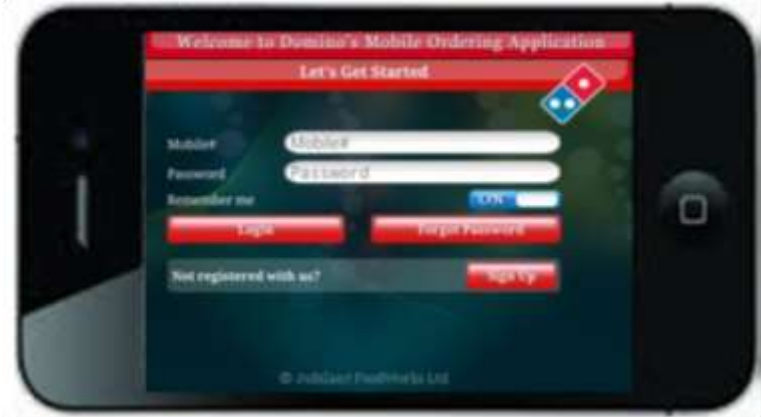 Welcome to Domino's Mobile Ordering Application
Let's Get Started
Mobile# Mobile#
Password Password
Remember me ON
Login Forgot Password
Not registered with us? Sign Up
© Jubilant FoodWorks Ltd